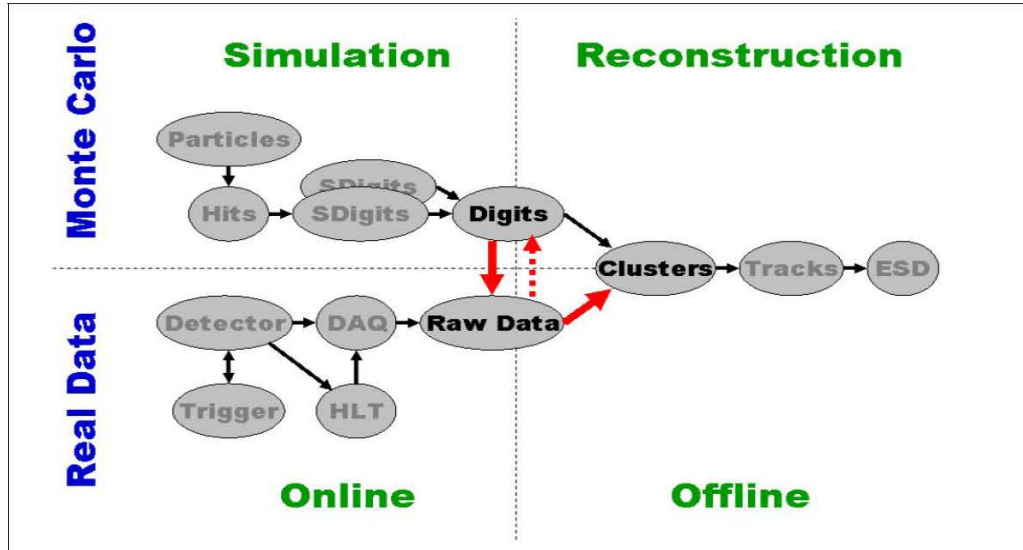 Monte Carlo
Simulation
Reconstruction
Particles
SDigits
Hits
SDigits
Digits
Clusters
Tracks
ESD
Real Data
Detector
DAQ
Raw Data
Trigger
HLT
Online
Offline